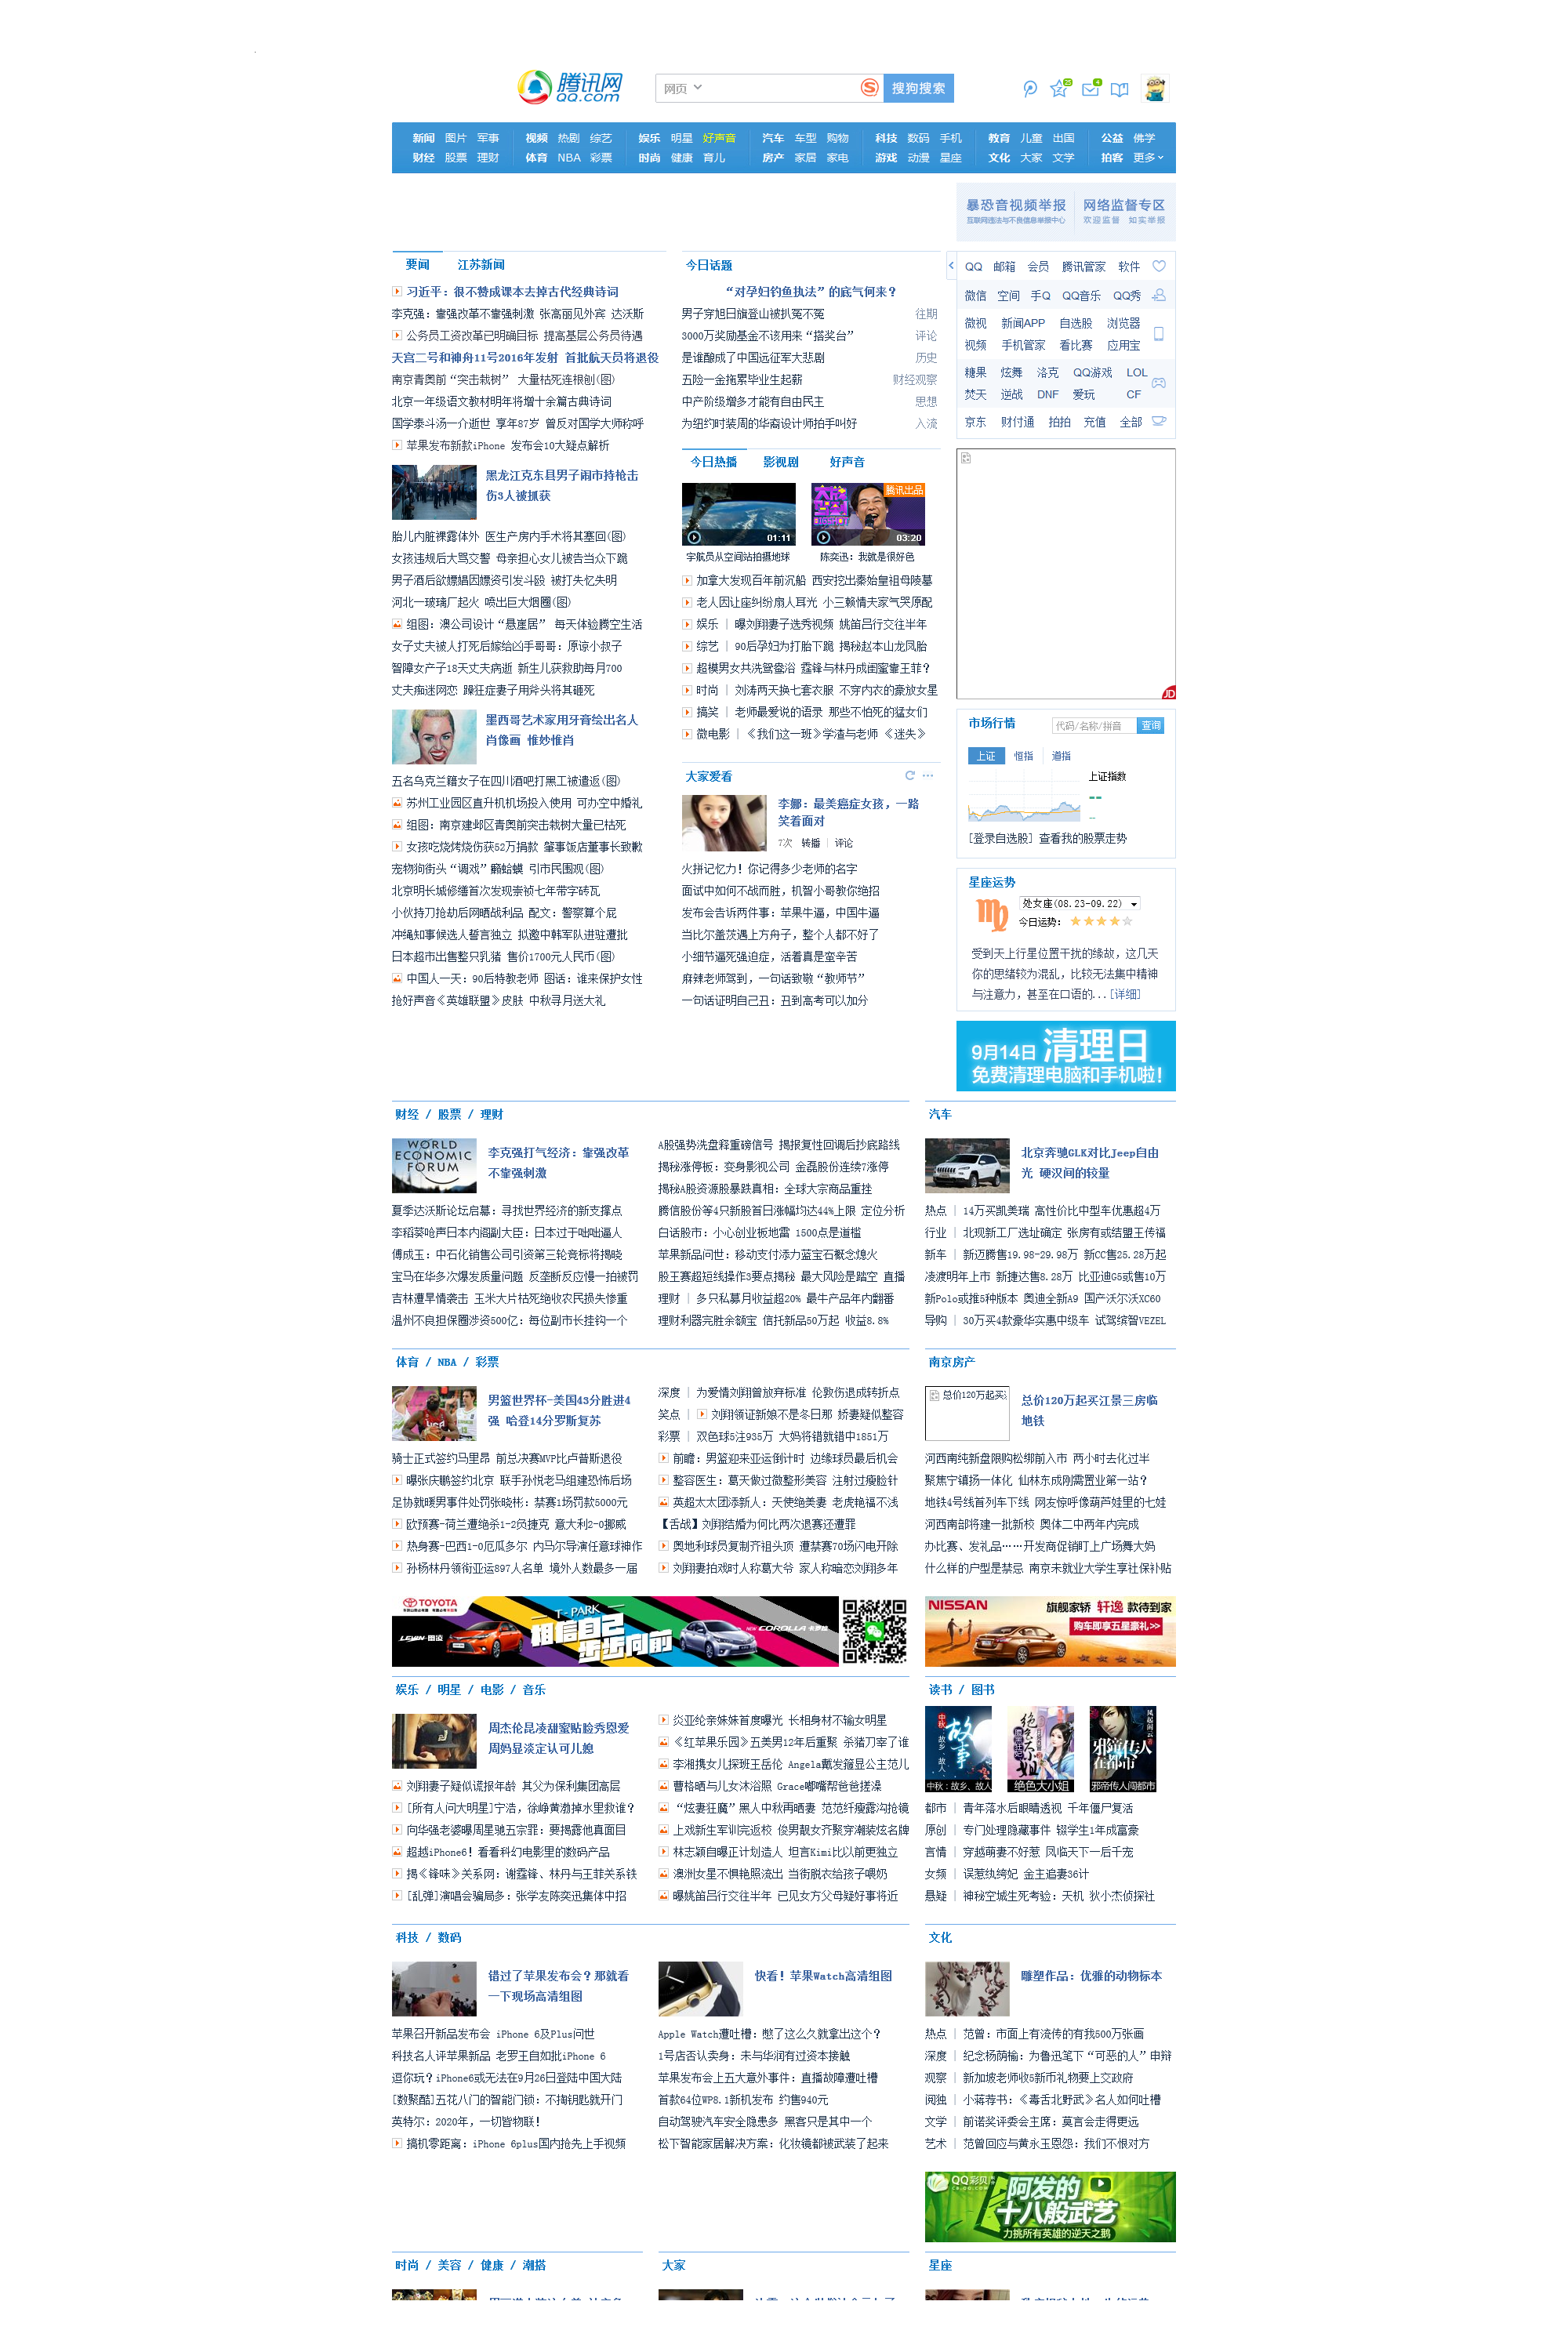 腾讯网
QQ.com
网页
搜狗搜索
25
4
新闻 图片 军事 视频 热剧 综艺 娱乐 明星 好声音 汽车 车型 购物 科技 数码 手机 教育 儿童 出国 公益 佛学
财经 股票 理财 体育 NBA 彩票 时尚 健康 育儿 房产 家居 家电 游戏 动漫 星座 文化 大家 文学 拍客 更多
暴恐音视频举报
互联网违法与不良信息举报中心
网络监督专区
欢迎监督 如实举报
要闻 江苏新闻
习近平：很不赞成课本去掉古代经典诗词
李克强：靠强改革不靠强刺激 张高丽见外宾 达沃斯
公务员工资改革已明确目标 提高基层公务员待遇
天宫二号和神舟11号2016年发射 首批航天员将退役
南京青奥前“突击栽树” 大量枯死连根刨(图)
北京一年级语文教材明年将增十余篇古典诗词
国学泰斗汤一介逝世 享年87岁 曾反对国学大师称呼
苹果发布新款iPhone 发布会10大疑点解析
黑龙江克东县男子闹市持枪击
伤3人被抓获
胎儿内脏裸露体外 医生产房内手术将其塞回(图)
女孩违规后大骂交警 母亲担心女儿被告当众下跪
男子酒后欲嫖娼因嫖资引发斗殴 被打失忆失明
河北一玻璃厂起火 喷出巨大烟圈(图)
组图：澳公司设计“悬崖居” 每天体验腾空生活
女子丈夫被人打死后嫁给凶手哥哥：原谅小叔子
智障女产子18天丈夫病逝 新生儿获救助每月700
丈夫痴迷网恋 躁狂症妻子用斧头将其砸死
墨西哥艺术家用牙膏绘出名人
肖像画 惟妙惟肖
五名乌克兰籍女子在四川酒吧打黑工被遣返(图)
苏州工业园区直升机机场投入使用 可办空中婚礼
组图：南京建邺区青奥前突击栽树大量已枯死
女孩吃烧烤烧伤获52万捐款 肇事饭店董事长致歉
宠物狗街头“调戏”癞蛤蟆 引市民围观(图)
北京明长城修缮首次发现崇祯七年带字砖瓦
小伙持刀抢劫后网晒战利品 配文：警察算个屁
冲绳知事候选人誓言独立 拟邀中韩军队进驻遭批
日本超市出售整只乳猪 售价1700元人民币(图)
中国人一天：90后特教老师 图话：谁来保护女性
抢好声音《英雄联盟》皮肤 中秋寻月送大礼
今日话题
“对孕妇钓鱼执法”的底气何来？
男子穿旭日旗登山被扒冤不冤 往期
3000万奖励基金不该用来“搭奖台” 评论
是谁酿成了中国远征军大悲剧 历史
五险一金拖累毕业生起薪 财经观察
中产阶级增多才能有自由民主 思想
为纽约时装周的华裔设计师拍手叫好 入流
今日热播 影视剧 好声音
01:11
腾讯出品
03:20
宇航员从空间站拍摄地球
陈奕迅：我就是很好色
加拿大发现百年前沉船 西安挖出秦始皇祖母陵墓
老人因让座纠纷扇人耳光 小三赖情夫家气哭原配
娱乐 | 曝刘翔妻子选秀视频 姚笛吕行交往半年
综艺 | 90后孕妇为打胎下跪 揭秘赵本山龙凤胎
超模男女共洗鸳鸯浴 霆锋与林丹成闺蜜靠王菲？
时尚 | 刘涛两天换七套衣服 不穿内衣的豪放女星
搞笑 | 老师最爱说的语录 那些不怕死的猛女们
微电影 | 《我们这一班》学渣与老师 《迷失》
大家爱看
李娜：最美癌症女孩，一路
笑着面对
7次 转播 | 评论
火拼记忆力！你记得多少老师的名字
面试中如何不战而胜，机智小哥教你绝招
发布会告诉两件事：苹果牛逼，中国牛逼
当比尔盖茨遇上方舟子，整个人都不好了
小细节逼死强迫症，活着真是蛮辛苦
麻辣老师驾到，一句话致敬“教师节”
一句话证明自己丑：丑到高考可以加分
QQ 邮箱 会员 腾讯管家 软件
微信 空间 手Q QQ音乐 QQ秀
微视 新闻APP 自选股 浏览器
视频 手机管家 看比赛 应用宝
糖果 炫舞 洛克 QQ游戏 LOL
焚天 逆战 DNF 爱玩 CF
京东 财付通 拍拍 充值 全部
JD
市场行情
代码/名称/拼音
查询
上证 恒指 道指
上证指数
--
--
[登录自选股] 查看我的股票走势
星座运势
处女座(08.23-09.22)
今日运势：
受到天上行星位置干扰的缘故，这几天
你的思绪较为混乱，比较无法集中精神
与注意力，甚至在口语的...[详细]
9月14日 清理日
免费清理电脑和手机啦！
财经 / 股票 / 理财
WORLD
ECONOMIC
FORUM
李克强打气经济：靠强改革
不靠强刺激
夏季达沃斯论坛启幕：寻找世界经济的新支撑点
李稻葵呛声日本内阁副大臣：日本过于咄咄逼人
傅成玉：中石化销售公司引资第三轮竞标将揭晓
宝马在华多次爆发质量问题 反垄断反应慢一拍被罚
吉林遭旱情袭击 玉米大片枯死绝收农民损失惨重
温州不良担保圈涉资500亿：每位副市长挂钩一个
A股强势洗盘释重磅信号 揭报复性回调后抄底路线
揭秘涨停板：变身影视公司 金磊股份连续7涨停
揭秘A股资源股暴跌真相：全球大宗商品重挫
腾信股份等4只新股首日涨幅均达44%上限 定位分析
白话股市：小心创业板地雷 1500点是道槛
苹果新品问世：移动支付添力蓝宝石概念熄火
股王赛超短线操作3要点揭秘 最大风险是踏空 直播
理财 | 多只私募月收益超20% 最牛产品年内翻番
理财利器完胜余额宝 信托新品50万起 收益8.8%
汽车
北京奔驰GLK对比Jeep自由
光 硬汉间的较量
热点 | 14万买凯美瑞 高性价比中型车优惠超4万
行业 | 北现新工厂选址确定 张房有或结盟王传福
新车 | 新迈腾售19.98-29.98万 新CC售25.28万起
凌渡明年上市 新捷达售8.28万 比亚迪G5或售10万
新Polo或推5种版本 奥迪全新A9 国产沃尔沃XC60
导购 | 30万买4款豪华实惠中级车 试驾缤智VEZEL
体育 / NBA / 彩票
男篮世界杯-美国43分胜进4
强 哈登14分罗斯复苏
骑士正式签约马里昂 前总决赛MVP比卢普斯退役
曝张庆鹏签约北京 联手孙悦老马组建恐怖后场
足协就暖男事件处罚张晓彬：禁赛1场罚款5000元
欧预赛-荷兰遭绝杀1-2负捷克 意大利2-0挪威
热身赛-巴西1-0厄瓜多尔 内马尔导演任意球神作
孙杨林丹领衔亚运897人名单 境外人数最多一届
深度 | 为爱情刘翔曾放弃标准 伦敦伤退成转折点
笑点 | 刘翔领证新娘不是冬日那 娇妻疑似整容
彩票 | 双色球5注935万 大妈将错就错中1851万
前瞻：男篮迎来亚运倒计时 边缘球员最后机会
整容医生：葛天做过微整形美容 注射过瘦脸针
英超太太团添新人：天使绝美妻 老虎艳福不浅
【舌战】刘翔结婚为何比两次退赛还遭罪
奥地利球员复制齐祖头顶 遭禁赛70场闪电开除
刘翔妻拍戏时人称葛大爷 家人称暗恋刘翔多年
南京房产
总价120万起买
总价120万起买江景三房临
地铁
河西南纯新盘限购松绑前入市 两小时去化过半
聚焦宁镇扬一体化 仙林东成刚需置业第一站？
地铁4号线首列车下线 网友惊呼像葫芦娃里的七娃
河西南部将建一批新校 奥体二中两年内完成
办比赛、发礼品……开发商促销盯上广场舞大妈
什么样的户型是禁忌 南京未就业大学生享社保补贴
TOYOTA
T-PARK
LEVIN 雷凌
相信自己
步步向前
NEW COROLLA 卡罗拉
NISSAN
旗舰家轿 轩逸 款待到家
购车即享五星豪礼>>
娱乐 / 明星 / 电影 / 音乐
周杰伦昆凌甜蜜贴脸秀恩爱
周妈显淡定认可儿媳
刘翔妻子疑似谎报年龄 其父为保利集团高层
[所有人问大明星]宁浩，徐峥黄渤掉水里救谁？
向华强老婆曝周星驰五宗罪：要揭露他真面目
超越iPhone6！看看科幻电影里的数码产品
揭《锋味》关系网：谢霆锋、林丹与王菲关系铁
[乱弹]演唱会骗局多：张学友陈奕迅集体中招
炎亚纶亲妹妹首度曝光 长相身材不输女明星
《红苹果乐园》五美男12年后重聚 杀猪刀宰了谁
李湘携女儿探班王岳伦 Angela戴发箍显公主范儿
曹格晒与儿女沐浴照 Grace嘟嘴帮爸爸搓澡
“炫妻狂魔”黑人中秋再晒妻 范范纤瘦露沟抢镜
上戏新生军训完返校 俊男靓女齐聚穿潮装炫名牌
林志颖自曝正计划造人 坦言Kimi比以前更独立
澳洲女星不惧艳照流出 当街脱衣给孩子喂奶
曝姚笛吕行交往半年 已见女方父母疑好事将近
读书 / 图书
中秋：故乡、故人
绝色大小姐
邪帝传人闯都市
都市 | 青年落水后眼睛透视 千年僵尸复活
原创 | 专门处理隐藏事件 辍学生1年成富豪
言情 | 穿越萌妻不好惹 凤临天下一后千宠
女频 | 误惹纨绔妃 金主追妻36计
悬疑 | 神秘空城生死考验：天机 狄小杰侦探社
科技 / 数码
错过了苹果发布会？那就看
一下现场高清组图
苹果召开新品发布会 iPhone 6及Plus问世
科技名人评苹果新品 老罗王自如批iPhone 6
逗你玩？iPhone6或无法在9月26日登陆中国大陆
[数聚酷]五花八门的智能门锁：不掏钥匙就开门
英特尔：2020年，一切皆物联！
搞机零距离：iPhone 6plus国内抢先上手视频
快看！苹果Watch高清组图
Apple Watch遭吐槽：憋了这么久就拿出这个？
1号店否认卖身：未与华润有过资本接触
苹果发布会上五大意外事件：直播故障遭吐槽
首款64位WP8.1新机发布 约售940元
自动驾驶汽车安全隐患多 黑客只是其中一个
松下智能家居解决方案：化妆镜都被武装了起来
文化
雕塑作品：优雅的动物标本
热点 | 范曾：市面上有流传的有我500万张画
深度 | 纪念杨荫榆：为鲁迅笔下“可恶的人”申辩
观察 | 新加坡老师收5新币礼物要上交政府
阅独 | 小蒋荐书：《毒舌北野武》名人如何吐槽
文学 | 前诺奖评委会主席：莫言会走得更远
艺术 | 范曾回应与黄永玉恩怨：我们不恨对方
QQ彩贝
阿发的
十八般武艺
力挑所有英雄的逆天之鹅
时尚 / 美容 / 健康 / 潮搭
大家
星座